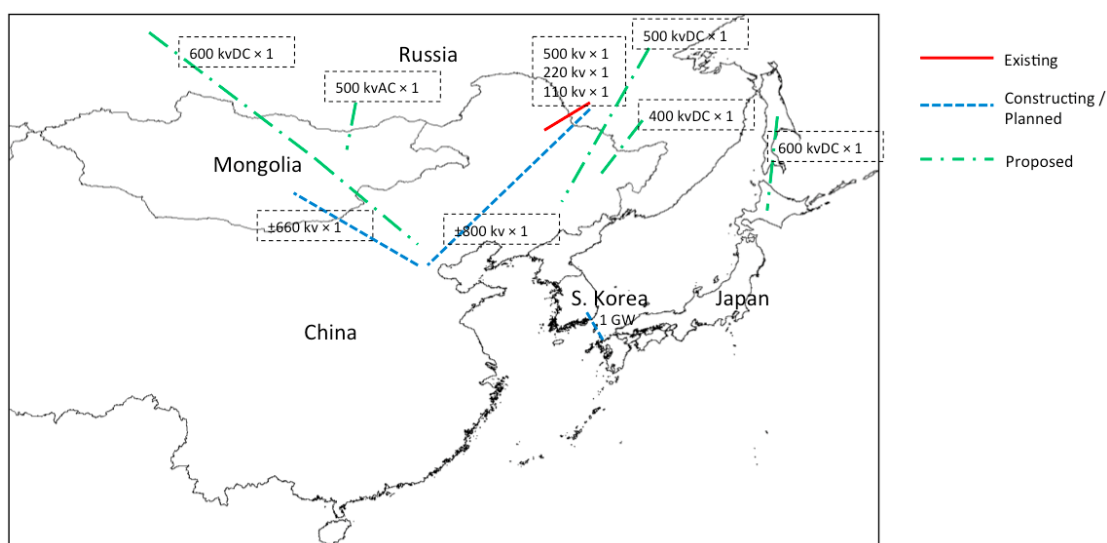 600 kvDC × 1
Russia
500 kvAC × 1
500 kv × 1
220 kv × 1
110 kv × 1
500 kvDC × 1
400 kvDC × 1
600 kvDC × 1
Mongolia
±660 kv × 1
±800 kv × 1
China
S. Korea
1 GW
Japan
Existing
Constructing /
Planned
Proposed